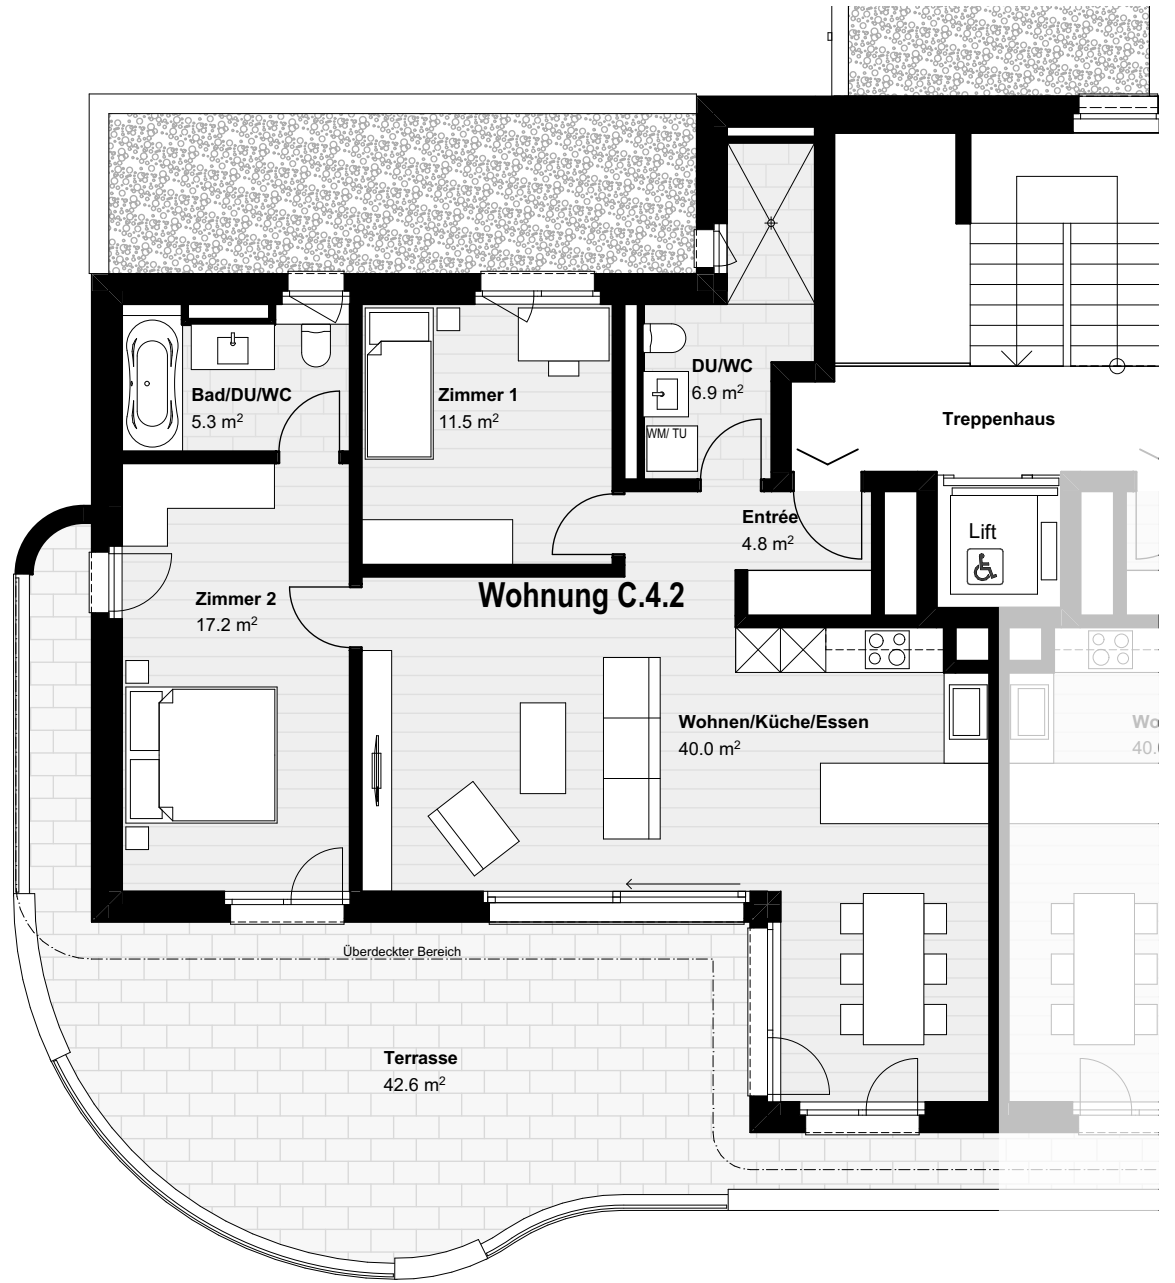 Bad/DU/WC
5.3 m²
Zimmer 1
11.5 m²
DU/WC
6.9 m²
WM/ TU
Treppenhaus
Entrée
4.8 m²
Lift
Wohnung C.4.2
Zimmer 2
17.2 m²
Wohnen/Küche/Essen
40.0 m²
Wo
40.
Überdeckter Bereich
Terrasse
42.6 m²